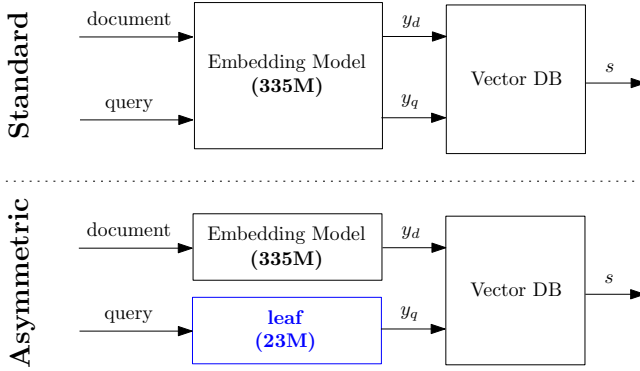 Standard
document
query
Embedding Model
(335M)
y_d
y_q
Vector DB
s
Asymmetric
document
query
Embedding Model
(335M)
leaf
(23M)
y_d
y_q
Vector DB
s